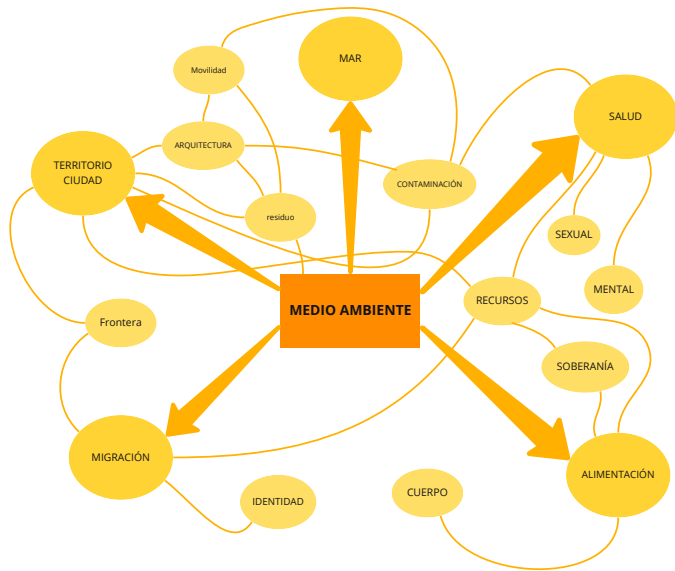 MAR
Movilidad
SALUD
ARQUITECTURA
TERRITORIO
CIUDAD
CONTAMINACIÓN
residuo
SEXUAL
MENTAL
RECURSOS
MEDIO AMBIENTE
Frontera
SOBERANÍA
MIGRACIÓN
ALIMENTACIÓN
CUERPO
IDENTIDAD